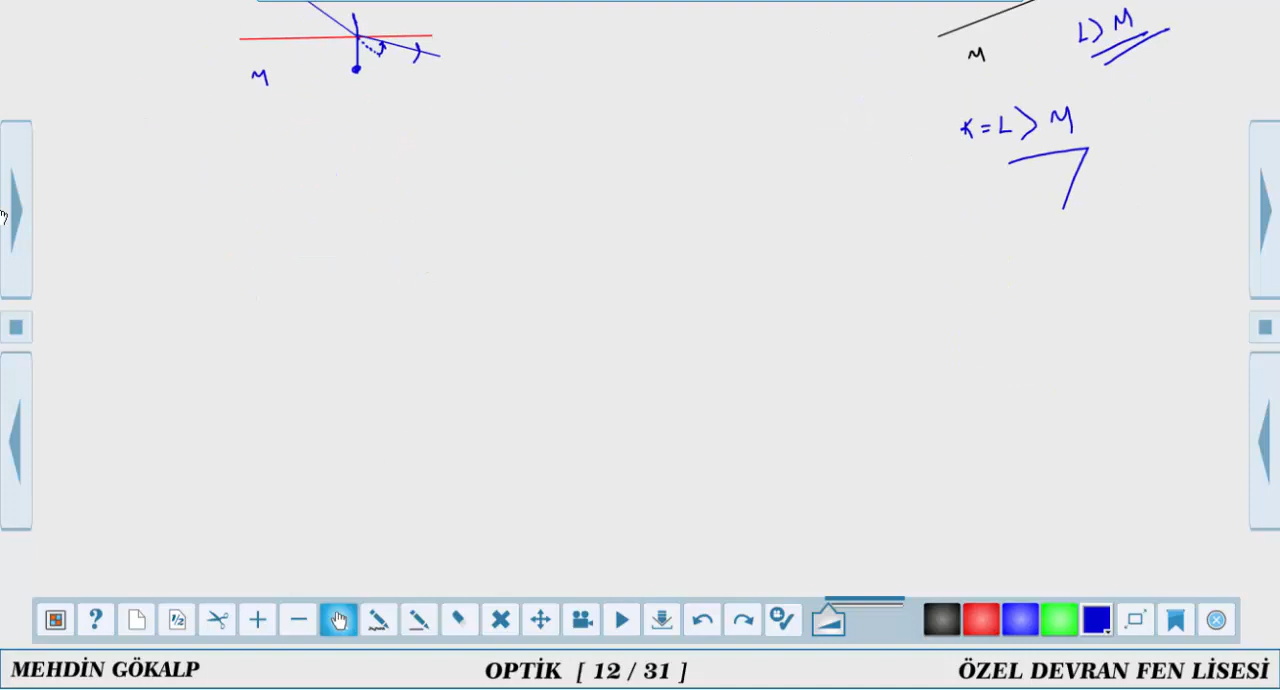 L > M
M
M
K = L > M
MEHDİN GÖKALP
OPTİK [ 12 / 31 ]
ÖZEL DEVRAN FEN LİSESİ